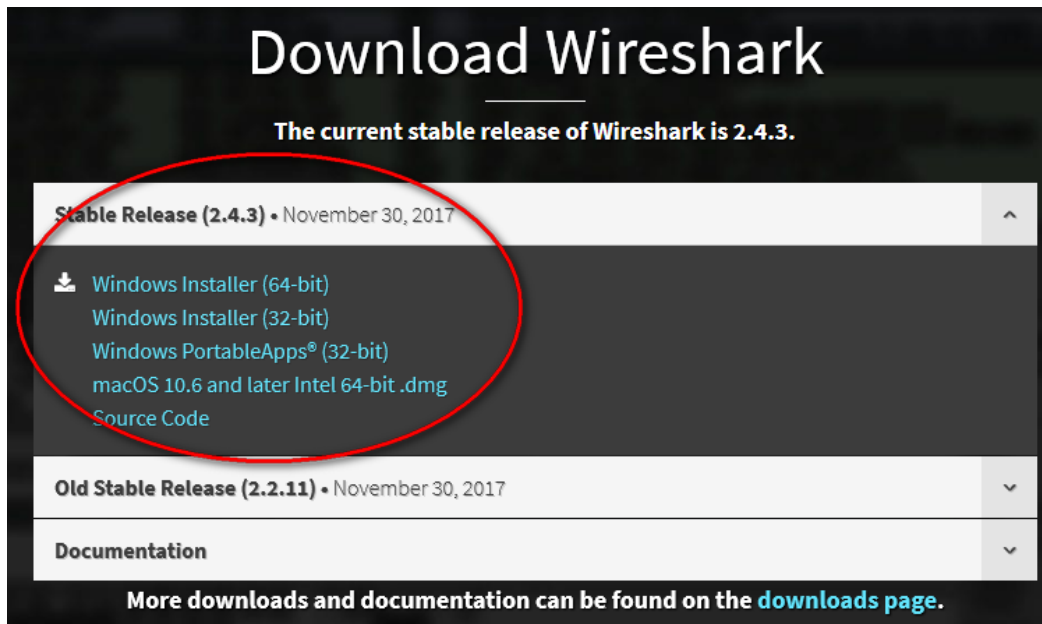 Download Wireshark
The current stable release of Wireshark is 2.4.3.
Stable Release (2.4.3) • November 30, 2017
Windows Installer (64-bit)
Windows Installer (32-bit)
Windows PortableApps® (32-bit)
macOS 10.6 and later Intel 64-bit .dmg
Source Code
Old Stable Release (2.2.11) • November 30, 2017
Documentation
More downloads and documentation can be found on the downloads page.